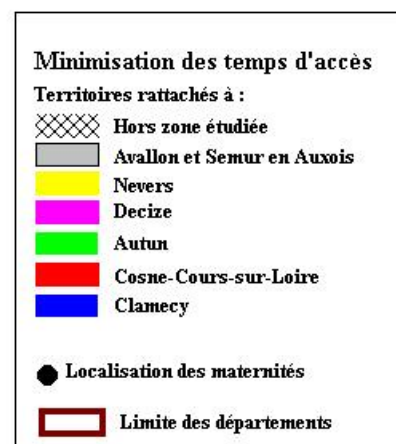 Minimisation des temps d'accès
Territoires rattachés à :
Hors zone étudiée
Avallon et Semur en Auxois
Nevers
Decize
Autun
Cosne-Cours-sur-Loire
Clamecy
Localisation des maternités
Limite des départements